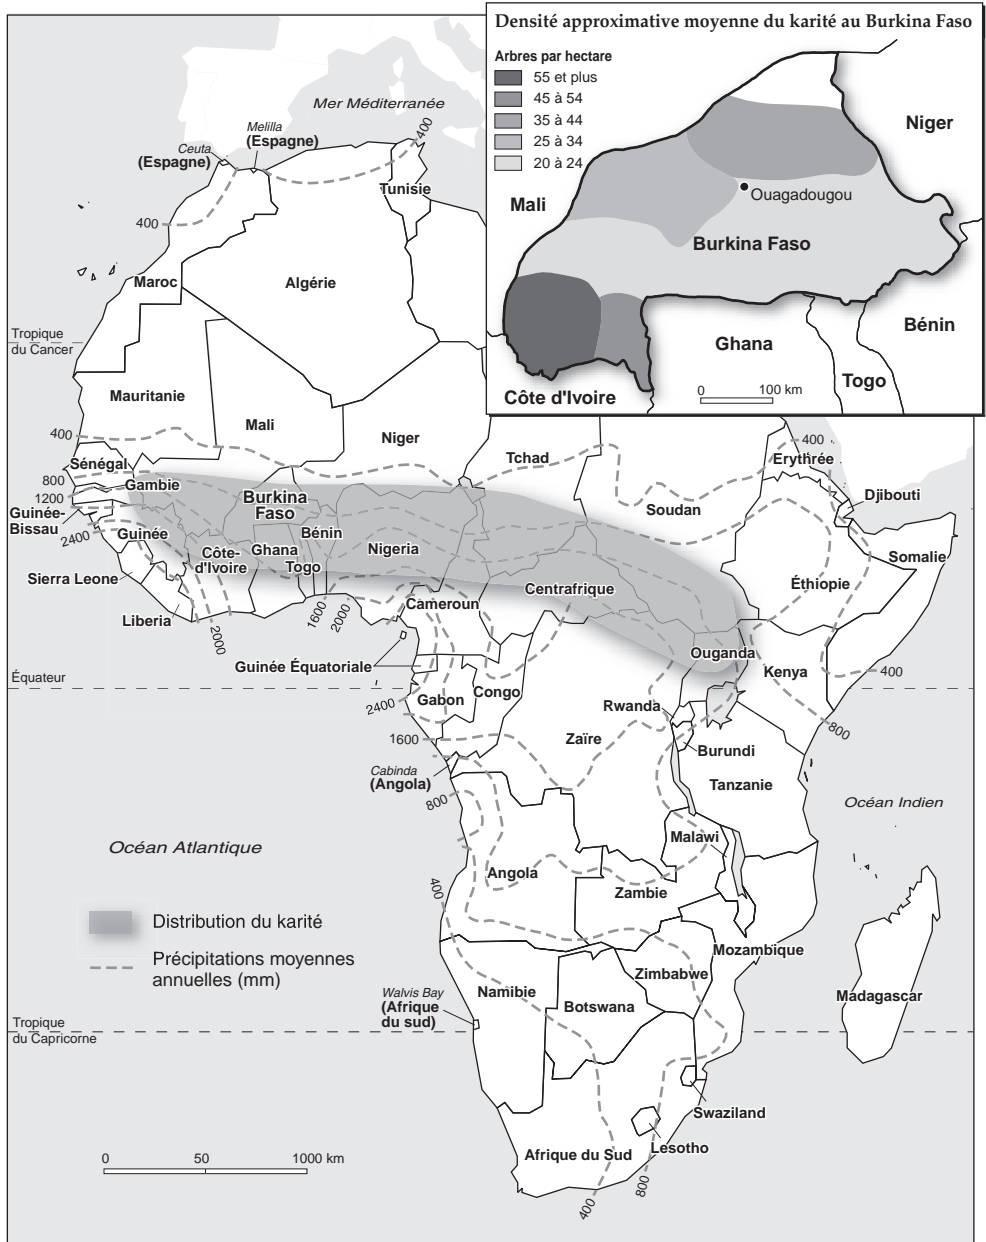 Densité approximative moyenne du karité au Burkina Faso
Arbres par hectare
55 et plus
45 à 54
35 à 44
25 à 34
20 à 24
Niger
Mali
Ouagadougou
Burkina Faso
Bénin
Ghana
Togo
Côte d'Ivoire
0
100 km
Mer Méditerranée
Melilla
(Espagne)
Ceuta
(Espagne)
400
Tunisie
400
Maroc
Algérie
Tropique
du Cancer
Mauritanie
Mali
Niger
Tchad
400
Erythrée
400
Sénégal
800
Gambie
1200
Guinée-
Bissau
2400
Guinée
Burkina
Faso
Bénin
Soudan
Djibouti
Côte-
d'Ivoire
Ghana
Togo
Nigeria
Somalie
Sierra Leone
Centrafrique
Éthiopie
Liberia
2000
1600
2000
Cameroun
Ouganda
Guinée Équatoriale
Kenya
400
Équateur
2400
Gabon
Congo
Rwanda
800
1600
Zaïre
Burundi
Cabinda
(Angola)
Tanzanie
800
Océan Indien
Malawi
Océan Atlantique
Angola
400
Zambie
Distribution du karité
Mozambique
Précipitations moyennes
annuelles (mm)
Zimbabwe
Walvis Bay
(Afrique
du sud)
Namibie
Botswana
Madagascar
Tropique
du Capricorne
Swaziland
Lesotho
Afrique du Sud
0
50
1000 km
400
800